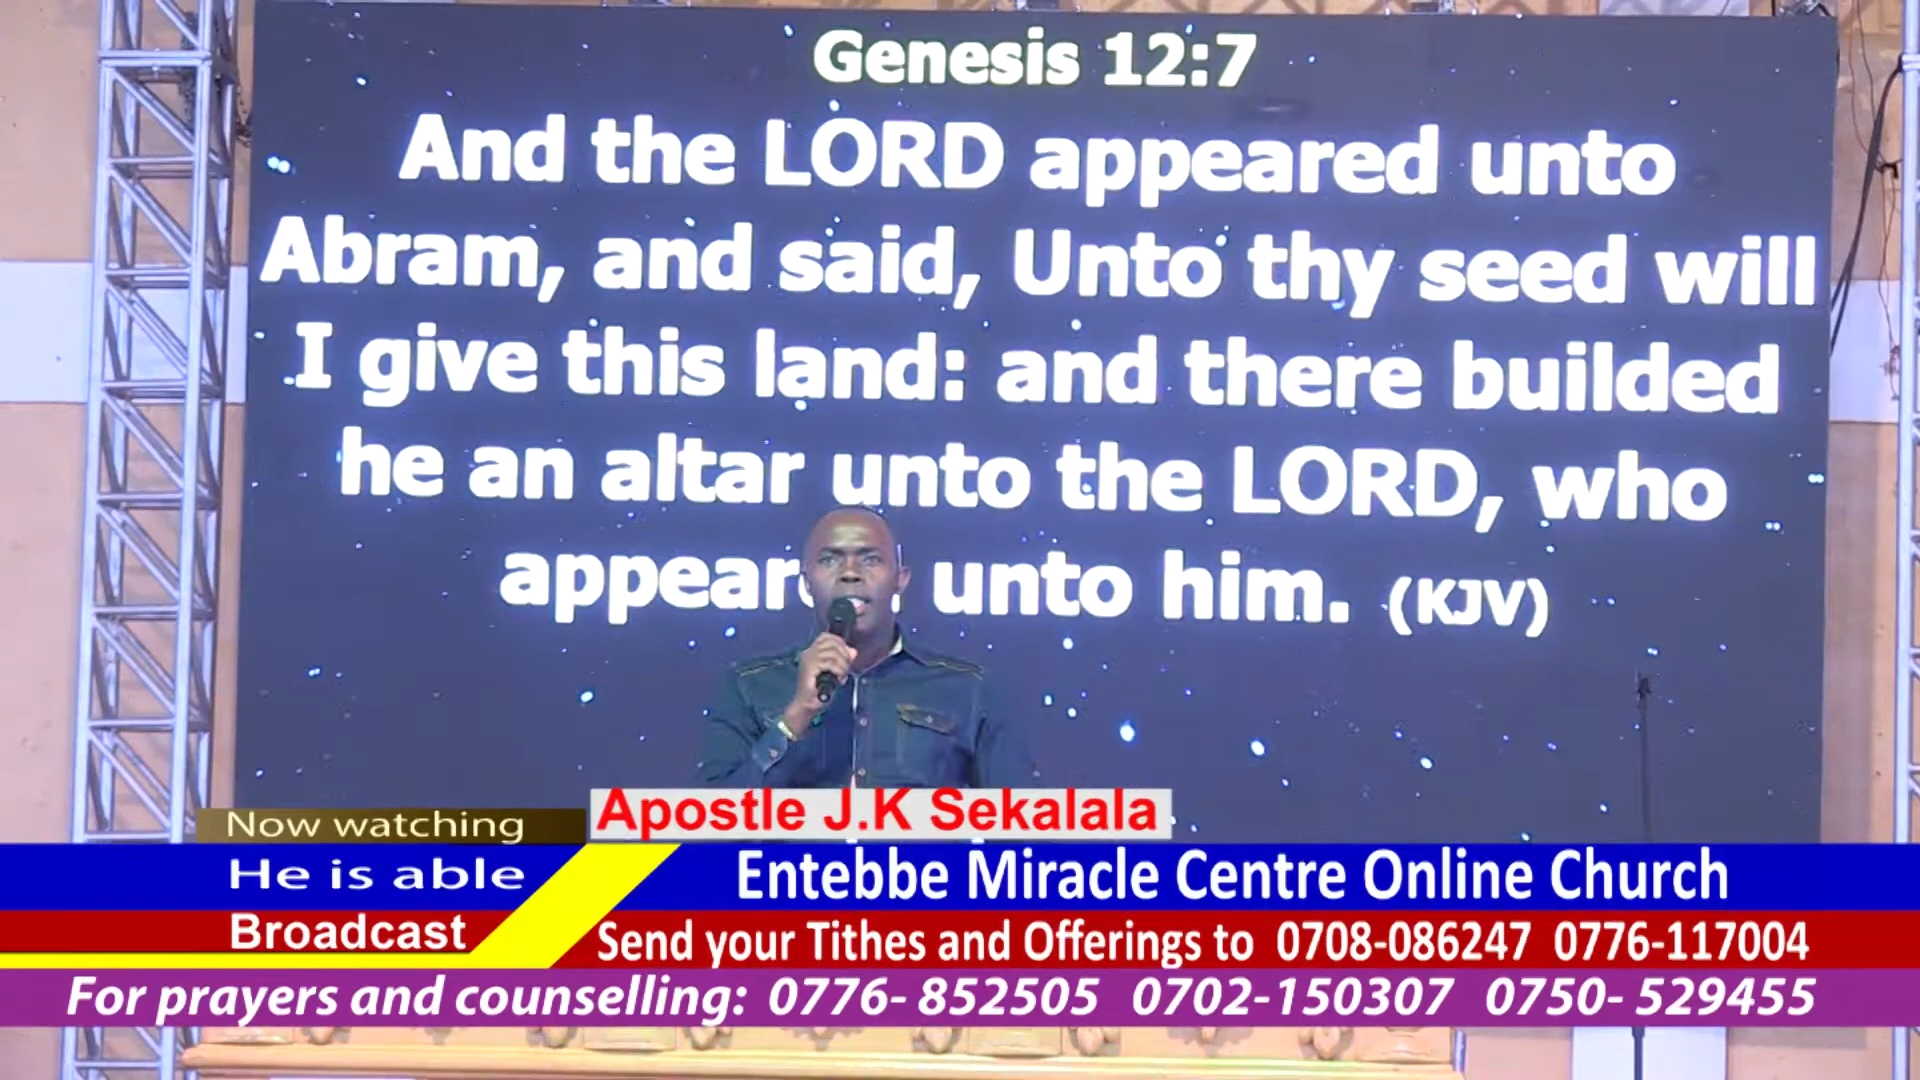 Genesis 12:7
And the LORD appeared unto
Abram, and said, Unto thy seed will
I give this land: and there builded
he an altar unto the LORD, who
unto him. (KJV)
Now watching
Apostle J.K Sekalala
He is able
Entebbe Miracle Centre Online Church
Broadcast
Send your Tithes and Offerings to 0708-086247 0776-117004
For prayers and counselling: 0776- 852505 0702-150307 0750- 529455